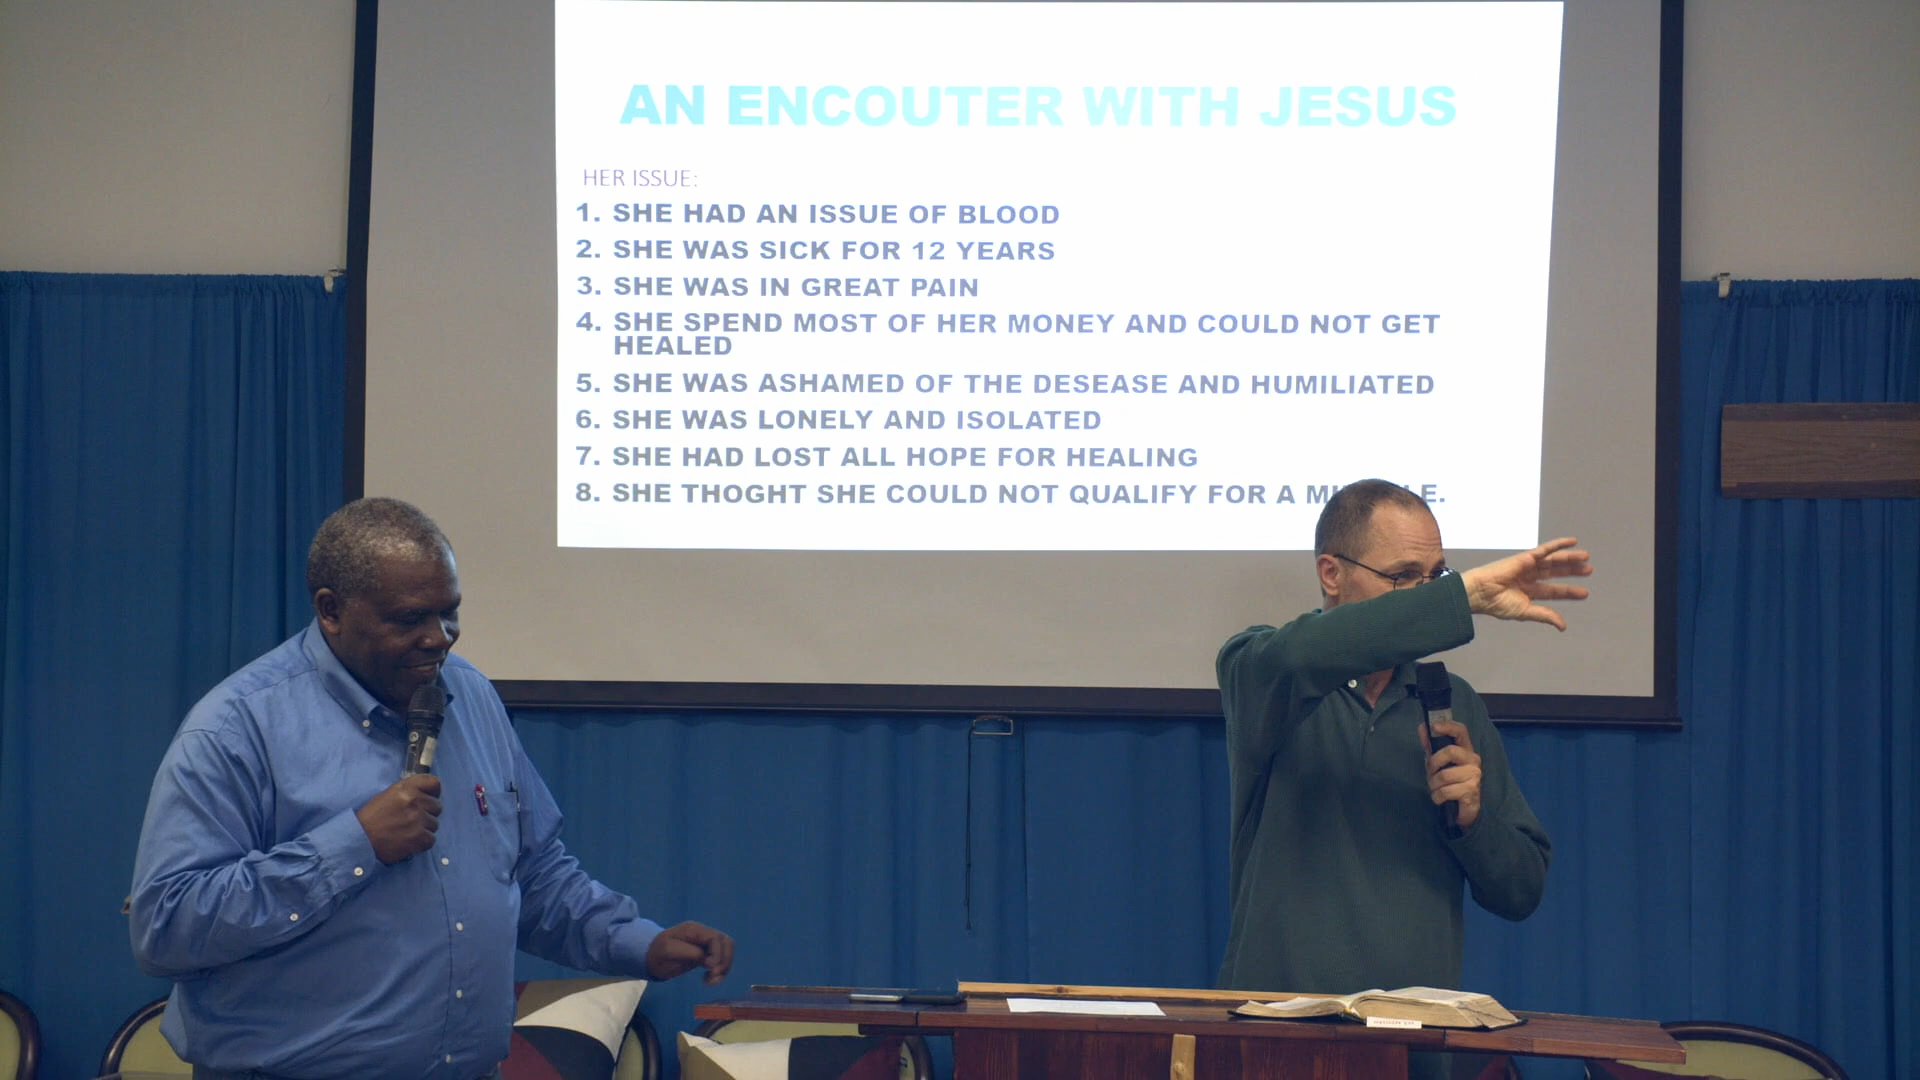 AN ENCOUTER WITH JESUS
HER ISSUE:
1. SHE HAD AN ISSUE OF BLOOD
2. SHE WAS SICK FOR 12 YEARS
3. SHE WAS IN GREAT PAIN
4. SHE SPEND MOST OF HER MONEY AND COULD NOT GET
HEALED
5. SHE WAS ASHAMED OF THE DESEASE AND HUMILIATED
6. SHE WAS LONELY AND ISOLATED
7. SHE HAD LOST ALL HOPE FOR HEALING
8. SHE THOGHT SHE COULD NOT QUALIFY FOR A